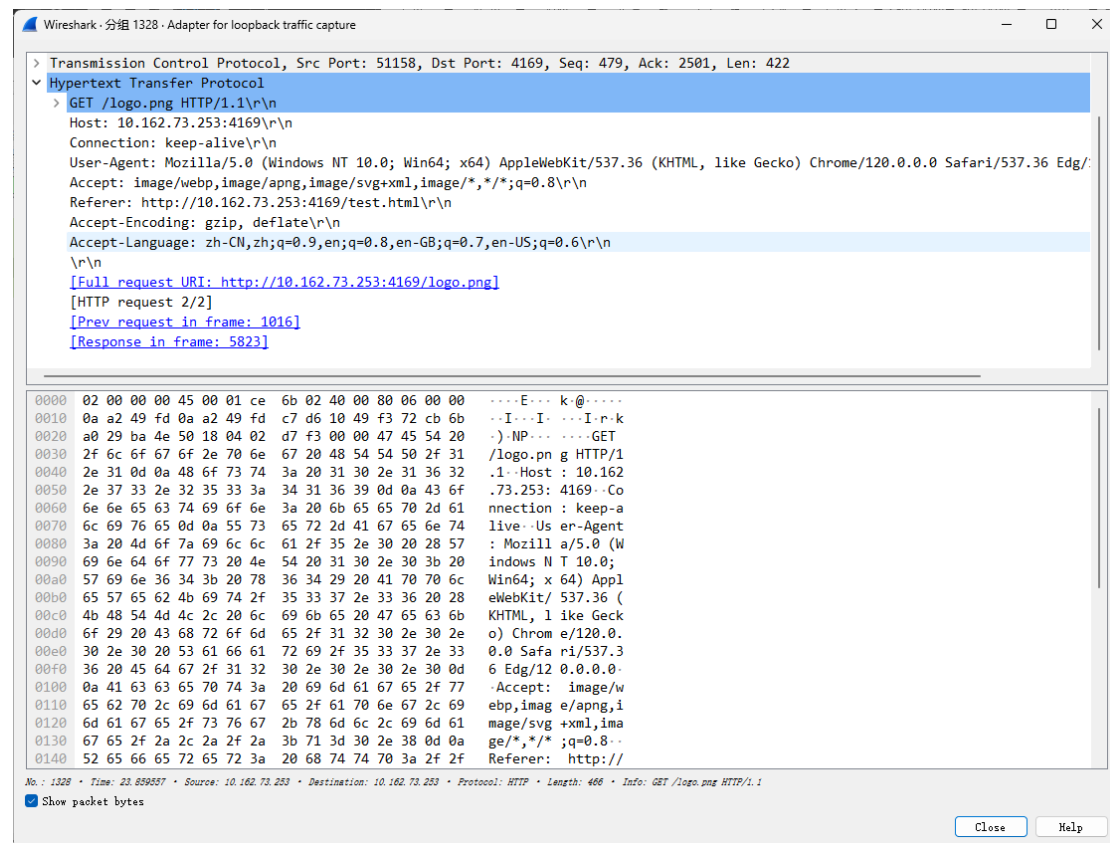 Wireshark · 分组 1328 · Adapter for loopback traffic capture
> Transmission Control Protocol, Src Port: 51158, Dst Port: 4169, Seq: 479, Ack: 2501, Len: 422
Hypertext Transfer Protocol
> GET /logo.png HTTP/1.1\r\n
Host: 10.162.73.253:4169\r\n
Connection: keep-alive\r\n
User-Agent: Mozilla/5.0 (Windows NT 10.0; Win64; x64) AppleWebKit/537.36 (KHTML, like Gecko) Chrome/120.0.0.0 Safari/537.36 Edg/
Accept: image/webp,image/apng,image/svg+xml,image/*,*/*;q=0.8\r\n
Referer: http://10.162.73.253:4169/test.html\r\n
Accept-Encoding: gzip, deflate\r\n
Accept-Language: zh-CN,zh;q=0.9,en;q=0.8,en-GB;q=0.7,en-US;q=0.6\r\n
\r\n
[Full request URI: http://10.162.73.253:4169/logo.png]
[HTTP request 2/2]
[Prev request in frame: 1016]
[Response in frame: 5823]
0000 02 00 00 00 45 00 01 ce 6b 02 40 00 80 06 00 00 ····E··· k·@·····
0010 0a a2 49 fd 0a a2 49 fd c7 d6 10 49 f3 72 cb 6b ··I···I· ···I·r·k
0020 a0 29 ba 4e 50 18 04 02 d7 f3 00 00 47 45 54 20 ·)·NP··· ····GET
0030 2f 6c 6f 67 6f 2e 70 6e 67 20 48 54 54 50 2f 31 /logo.pn g HTTP/1
0040 2e 31 0d 0a 48 6f 73 74 3a 20 31 30 2e 31 36 32 .1··Host : 10.162
0050 2e 37 33 2e 32 35 33 3a 34 31 36 39 0d 0a 43 6f .73.253: 4169··Co
0060 6e 6e 65 63 74 69 6f 6e 3a 20 6b 65 65 70 2d 61 nnection : keep-a
0070 6c 69 76 65 0d 0a 55 73 65 72 2d 41 67 65 6e 74 live··Us er-Agent
0080 3a 20 4d 6f 7a 69 6c 6c 61 2f 35 2e 30 20 28 57 : Mozill a/5.0 (W
0090 69 6e 64 6f 77 73 20 4e 54 20 31 30 2e 30 3b 20 indows N T 10.0;
00a0 57 69 6e 36 34 3b 20 78 36 34 29 20 41 70 70 6c Win64; x 64) Appl
00b0 65 57 65 62 4b 69 74 2f 35 33 37 2e 33 36 20 28 eWebKit/ 537.36 (
00c0 4b 48 54 4d 4c 2c 20 6c 69 6b 65 20 47 65 63 6b KHTML, l ike Geck
00d0 6f 29 20 43 68 72 6f 6d 65 2f 31 32 30 2e 30 2e o) Chrom e/120.0.
00e0 30 2e 30 20 53 61 66 61 72 69 2f 35 33 37 2e 33 0.0 Safa ri/537.3
00f0 36 20 45 64 67 2f 31 32 30 2e 30 2e 30 2e 30 0d 6 Edg/12 0.0.0.0·
0100 0a 41 63 63 65 70 74 3a 20 69 6d 61 67 65 2f 77 ·Accept: image/w
0110 65 62 70 2c 69 6d 61 67 65 2f 61 70 6e 67 2c 69 ebp,imag e/apng,i
0120 6d 61 67 65 2f 73 76 67 2b 78 6d 6c 2c 69 6d 61 mage/svg +xml,ima
0130 67 65 2f 2a 2c 2a 2f 2a 3b 71 3d 30 2e 38 0d 0a ge/*,*/* ;q=0.8··
0140 52 65 66 65 72 65 72 3a 20 68 74 74 70 3a 2f 2f Referer: http://
No.: 1328 · Time: 23.859557 · Source: 10.162.73.253 · Destination: 10.162.73.253 · Protocol: HTTP · Length: 466 · Info: GET /logo.png HTTP/1.1
Show packet bytes
Close Help